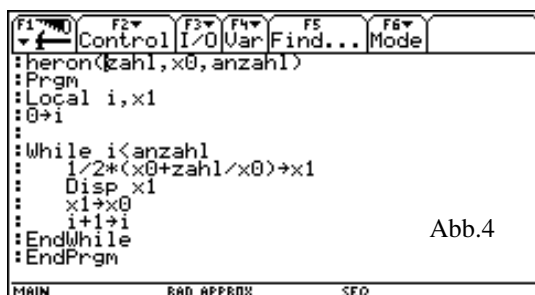 F1 F2 F3 F4 F5 F6
Control I/O Var Find... Mode
:heron(zahl,x0,anzahl)
:Prgm
:Local i,x1
:0→i
:
:While i<anzahl
: 1/2*(x0+zahl/x0)→x1
: Disp x1
: x1→x0
: i+1→i
:EndWhile
:EndPrgm
Abb.4
MAIN RAD APPROX SEQ